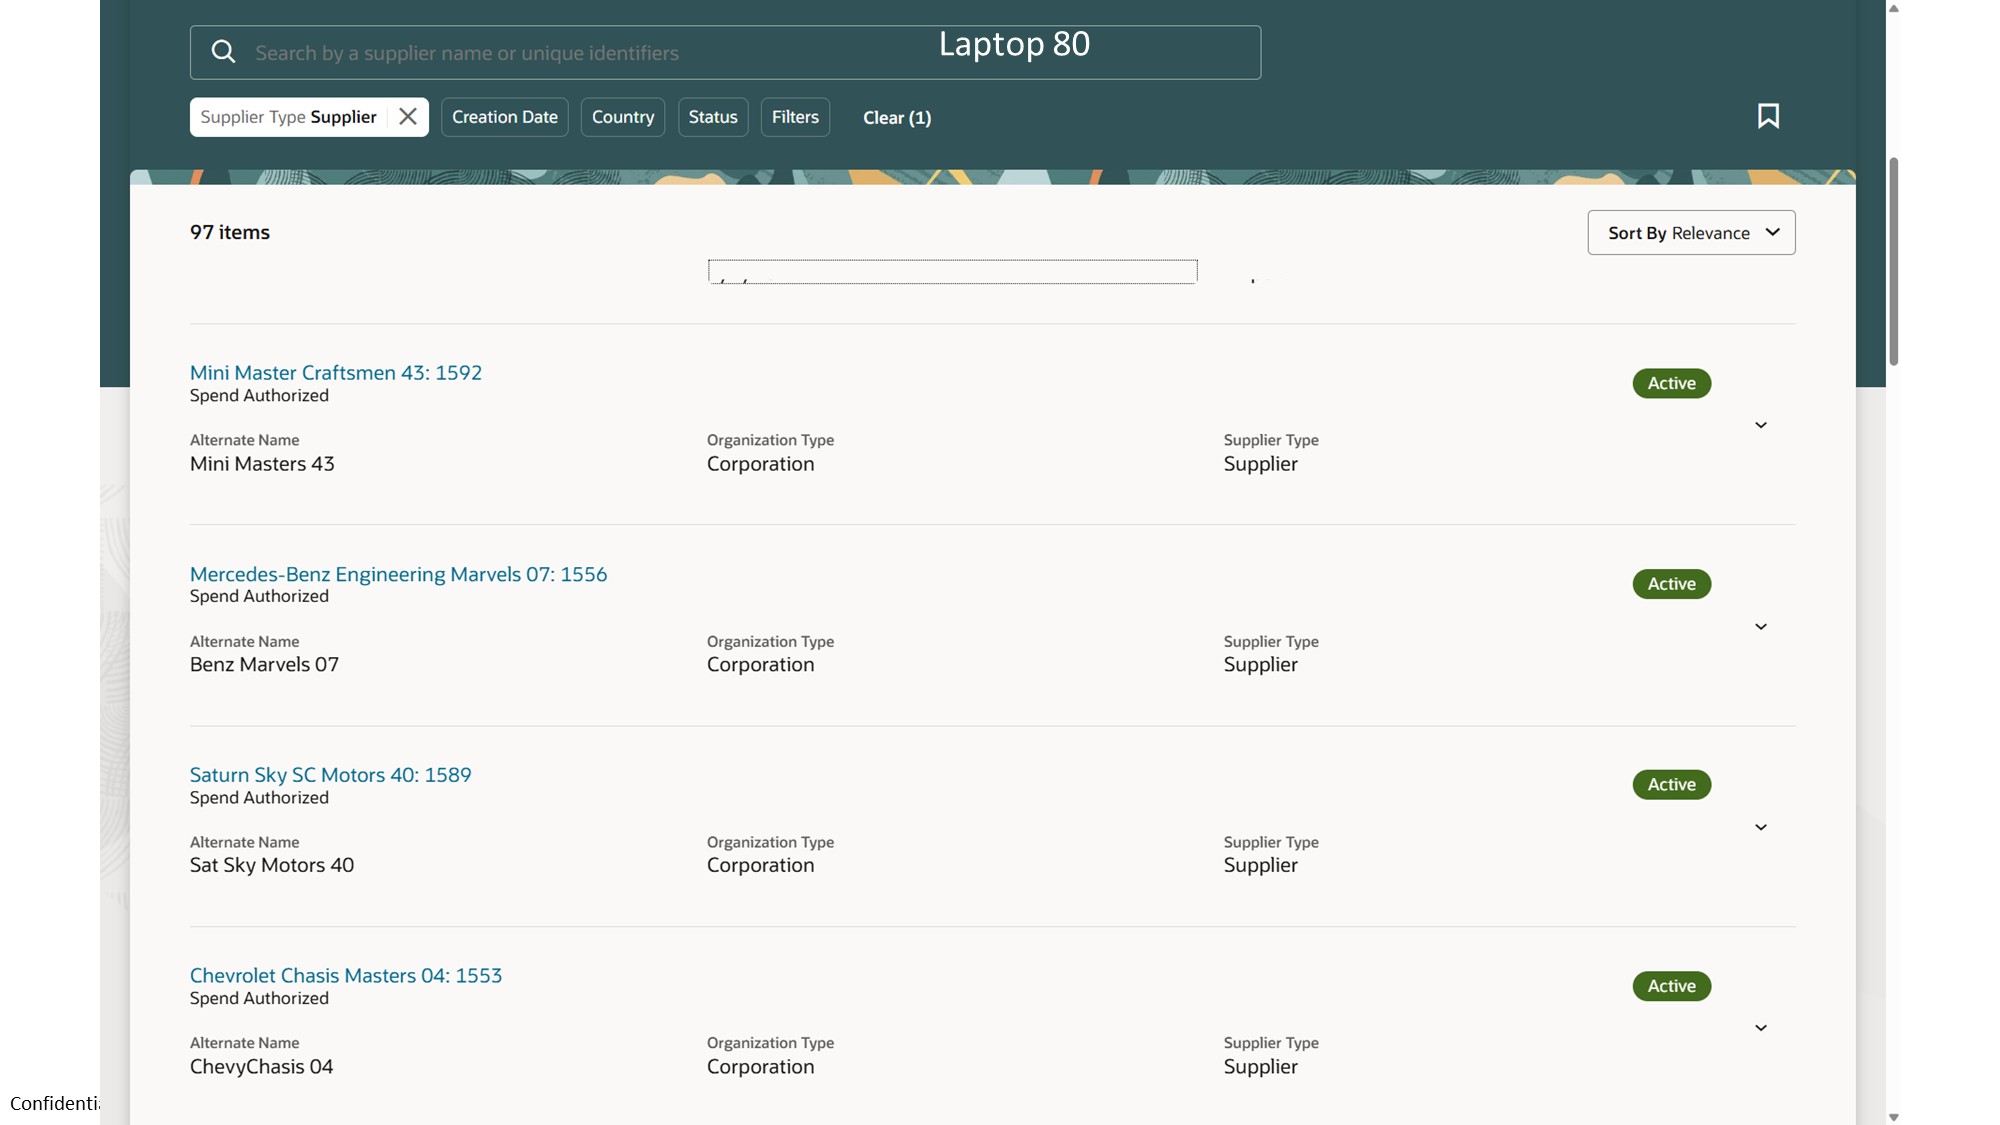 Laptop 80
Search by a supplier name or unique identifiers
Supplier Type Supplier
Creation Date
Country
Status
Filters
Clear (1)
97 items
Sort By Relevance
Mini Master Craftsmen 43: 1592
Spend Authorized
Active
Alternate Name
Organization Type
Supplier Type
Mini Masters 43
Corporation
Supplier
Mercedes-Benz Engineering Marvels 07: 1556
Spend Authorized
Active
Alternate Name
Organization Type
Supplier Type
Benz Marvels 07
Corporation
Supplier
Saturn Sky SC Motors 40: 1589
Spend Authorized
Active
Alternate Name
Organization Type
Supplier Type
Sat Sky Motors 40
Corporation
Supplier
Chevrolet Chasis Masters 04: 1553
Spend Authorized
Active
Alternate Name
Organization Type
Supplier Type
ChevyChasis 04
Corporation
Supplier